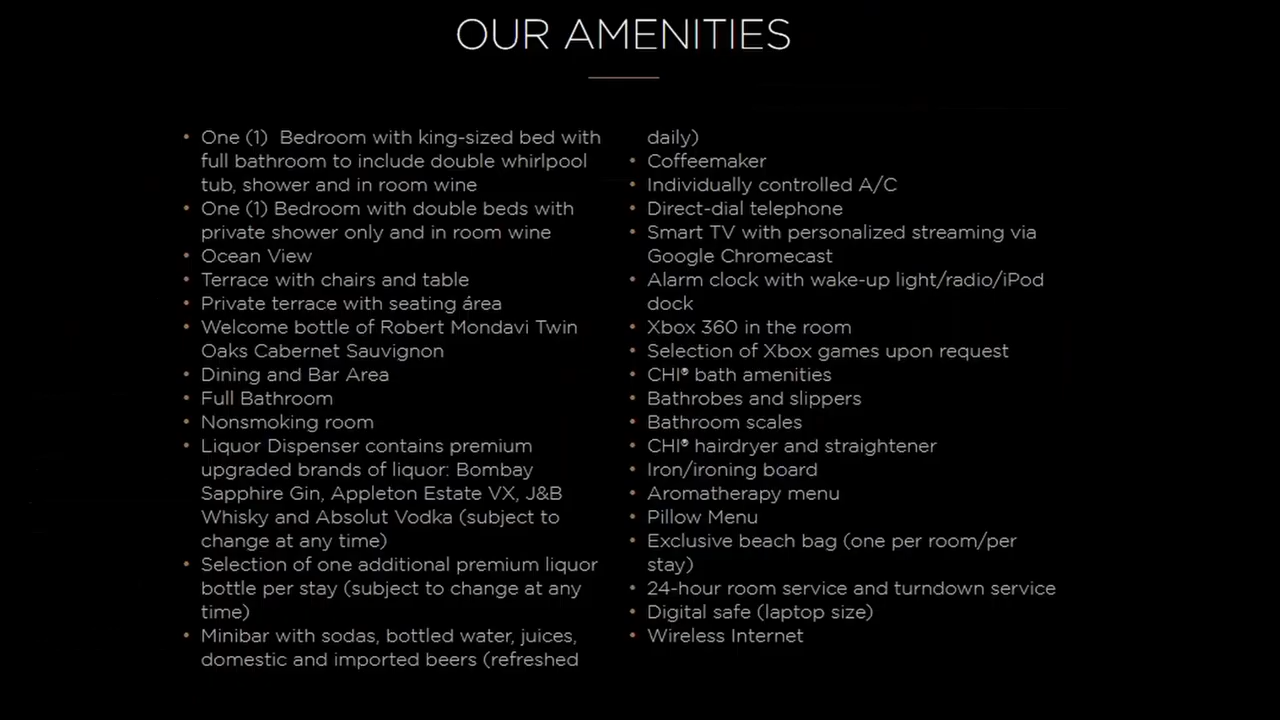 OUR AMENITIES
• One (1)  Bedroom with king-sized bed with
full bathroom to include double whirlpool
tub, shower and in room wine
• One (1) Bedroom with double beds with
private shower only and in room wine
• Ocean View
• Terrace with chairs and table
• Private terrace with seating área
• Welcome bottle of Robert Mondavi Twin
Oaks Cabernet Sauvignon
• Dining and Bar Area
• Full Bathroom
• Nonsmoking room
• Liquor Dispenser contains premium
upgraded brands of liquor: Bombay
Sapphire Gin, Appleton Estate VX, J&B
Whisky and Absolut Vodka (subject to
change at any time)
• Selection of one additional premium liquor
bottle per stay (subject to change at any
time)
• Minibar with sodas, bottled water, juices,
domestic and imported beers (refreshed
daily)
• Coffeemaker
• Individually controlled A/C
• Direct-dial telephone
• Smart TV with personalized streaming via
Google Chromecast
• Alarm clock with wake-up light/radio/iPod
dock
• Xbox 360 in the room
• Selection of Xbox games upon request
• CHI® bath amenities
• Bathrobes and slippers
• Bathroom scales
• CHI® hairdryer and straightener
• Iron/ironing board
• Aromatherapy menu
• Pillow Menu
• Exclusive beach bag (one per room/per
stay)
• 24-hour room service and turndown service
• Digital safe (laptop size)
• Wireless Internet